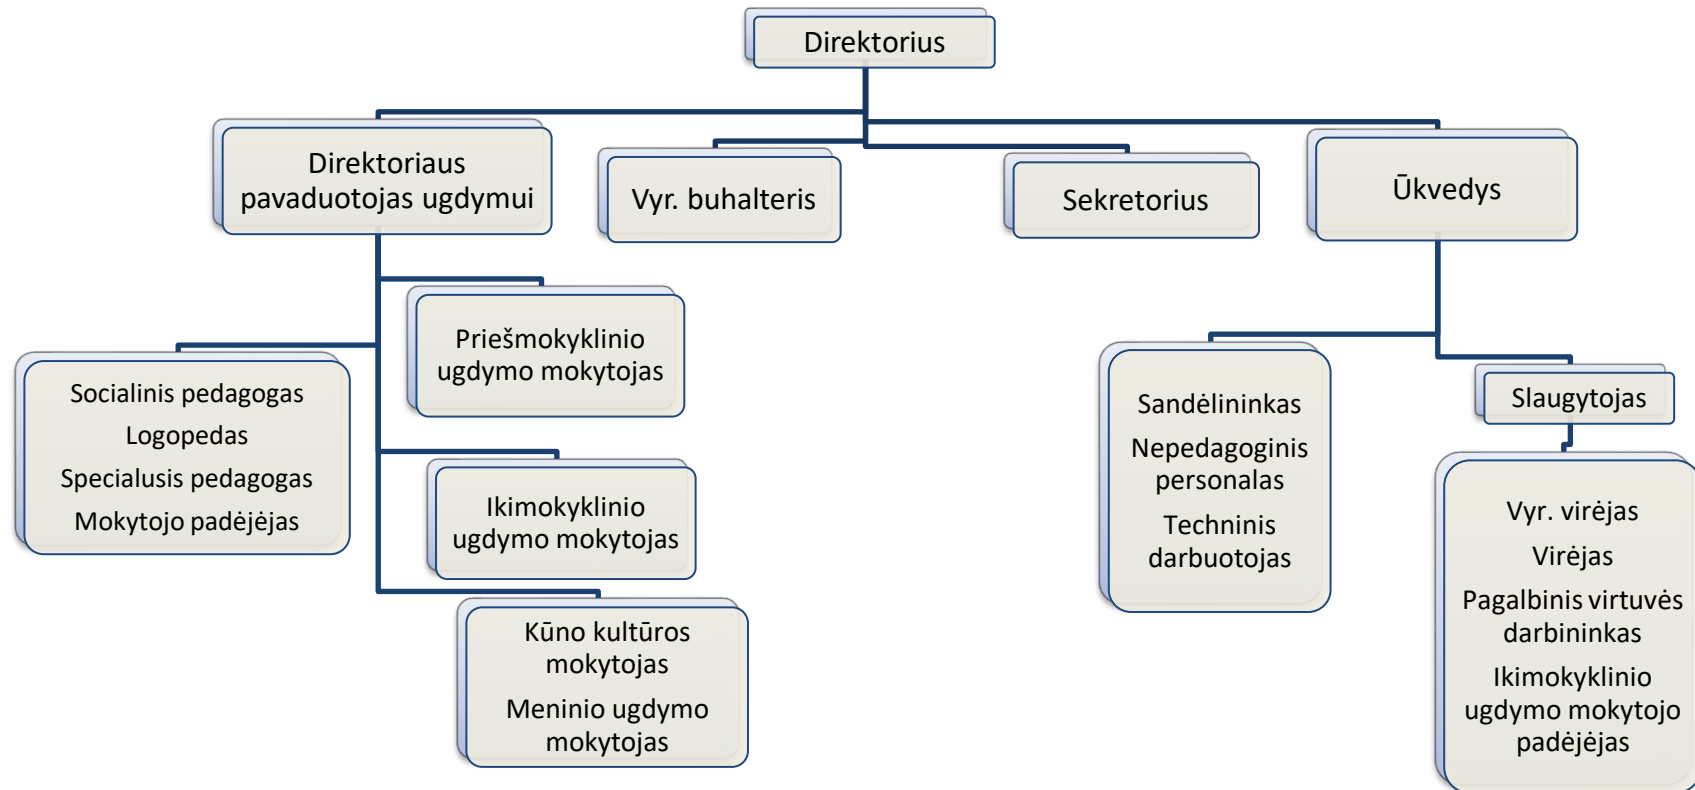 Direktorius
Direktoriaus
pavaduotojas ugdymui
Vyr. buhalteris
Sekretorius
Ūkvedys
Priešmokyklinio
ugdymo mokytojas
Socialinis pedagogas
Logopedas
Specialusis pedagogas
Mokytojo padėjėjas
Ikimokyklinio
ugdymo mokytojas
Kūno kultūros
mokytojas
Meninio ugdymo
mokytojas
Sandėlininkas
Nepedagoginis
personalas
Techninis
darbuotojas
Slaugytojas
Vyr. virėjas
Virėjas
Pagalbinis virtuvės
darbininkas
Ikimokyklinio
ugdymo mokytojo
padėjėjas